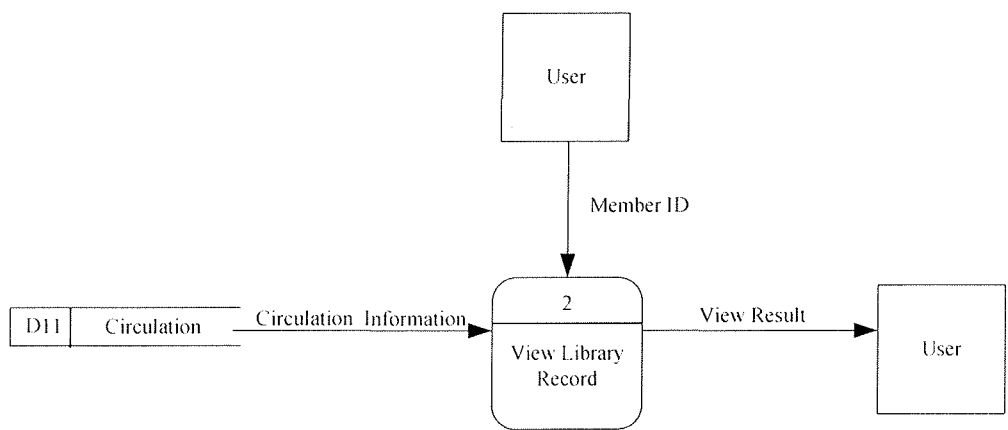 User
Member ID
2
D11 Circulation
Circulation Information
View Result
View Library
Record
User